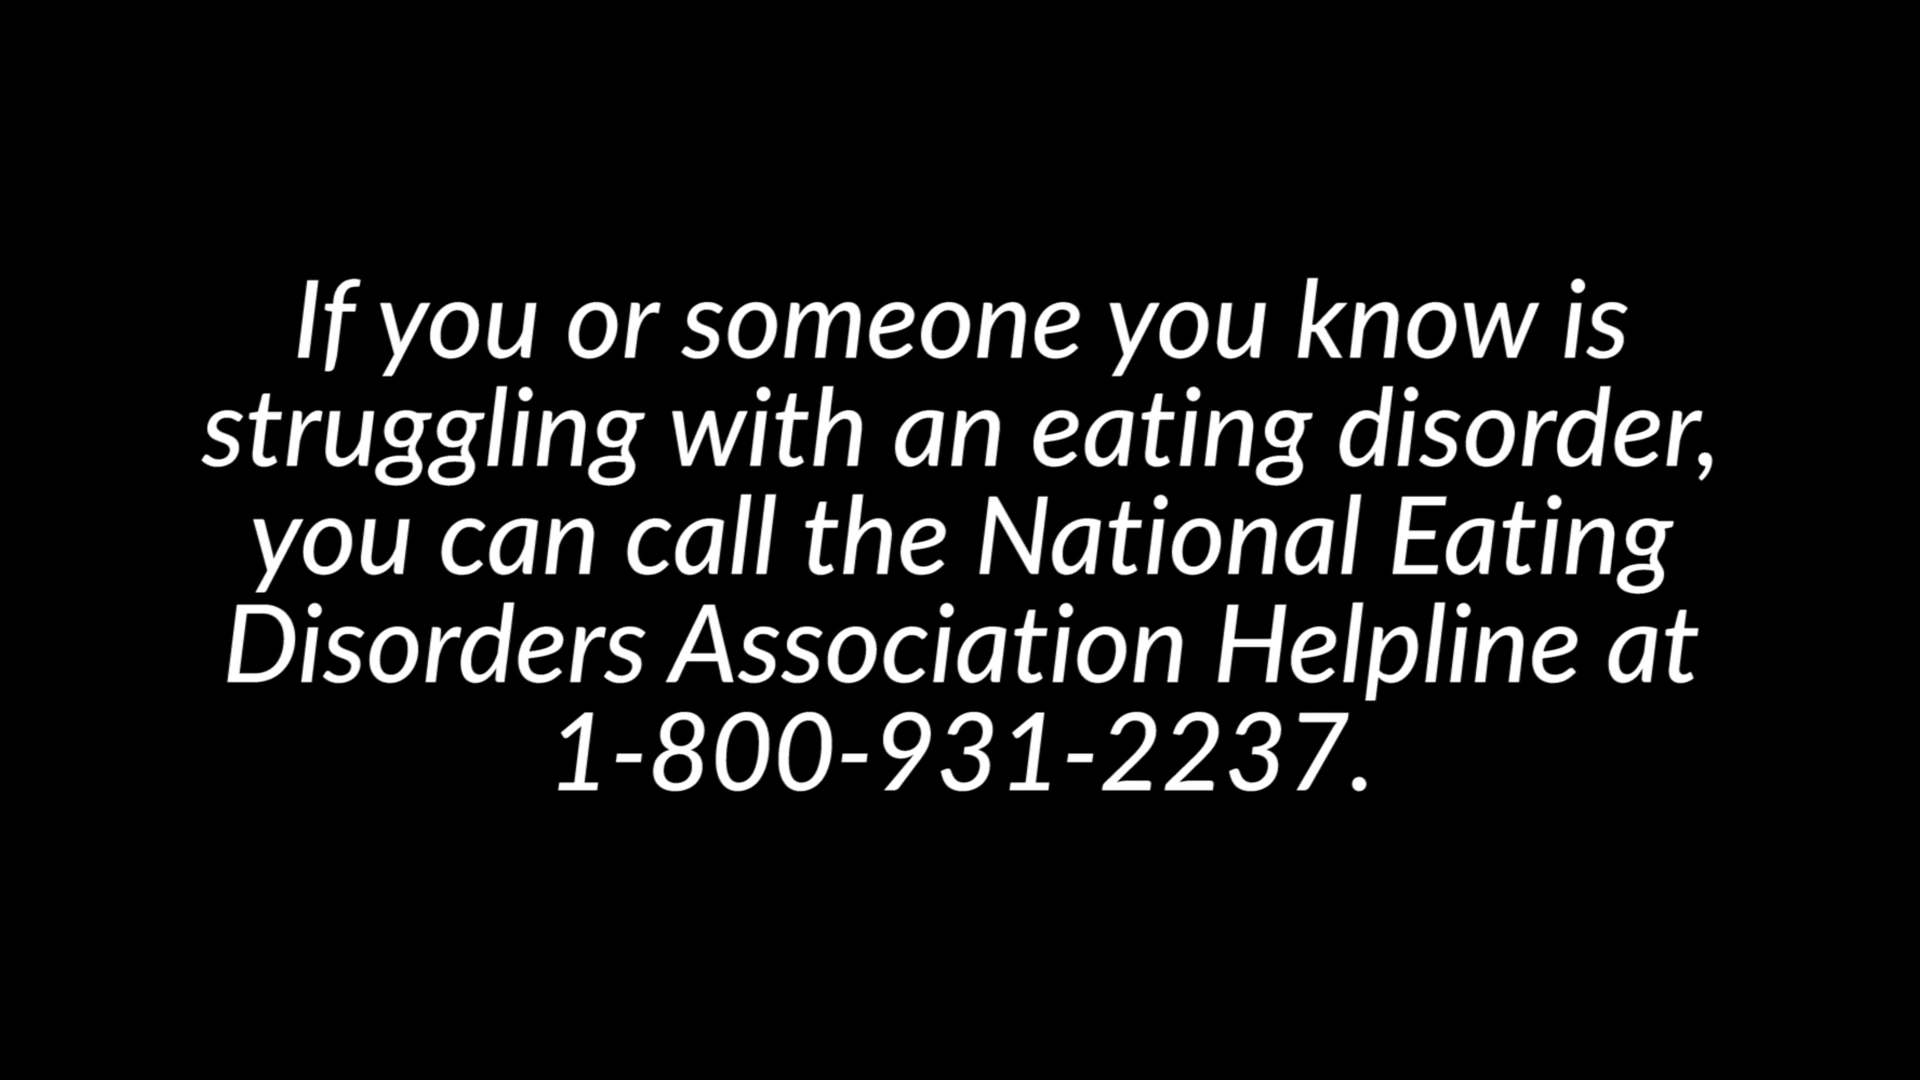 If you or someone you know is
struggling with an eating disorder,
you can call the National Eating
Disorders Association Helpline at
1-800-931-2237.